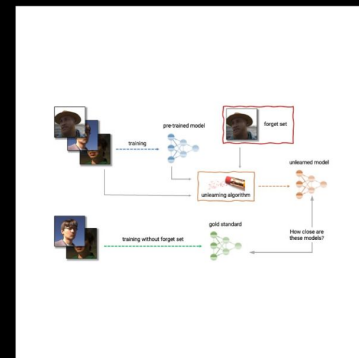 pre-trained model
forget set
training
unlearned model
unlearning algorithm
gold standard
training without forget set
How close are
these models?